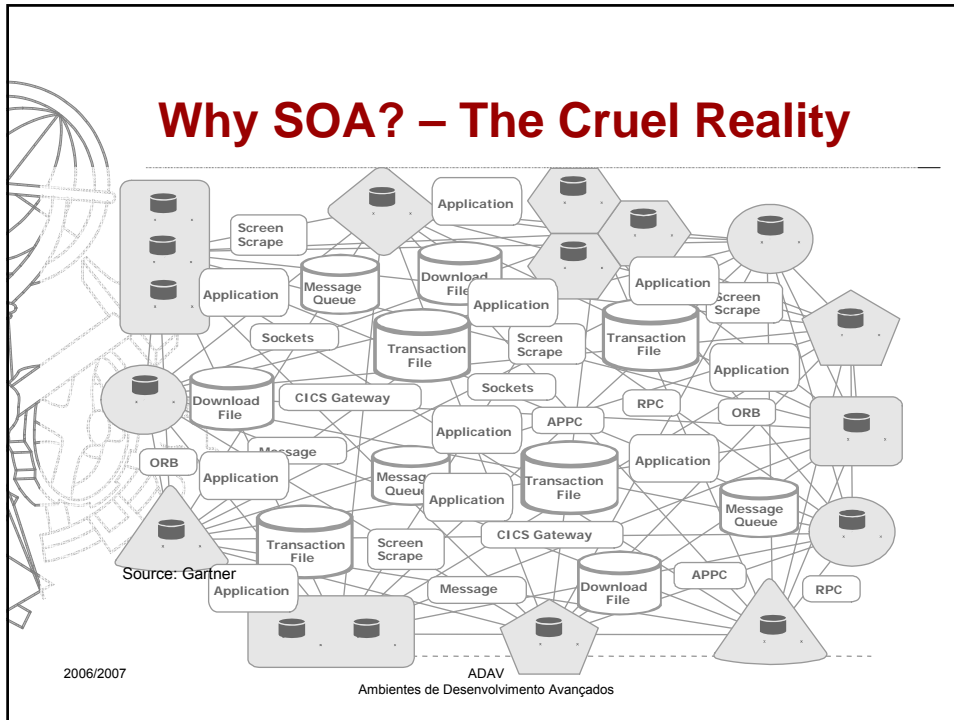 Why SOA? – The Cruel Reality
Application
Screen
Scrape
Application
Message
Queue
Download
File
Application
Application
Screen
Scrape
Sockets
Transaction
File
Screen
Scrape
Transaction
File
Application
Download
File
CICS Gateway
Sockets
RPC
ORB
APPC
Application
ORB
Message
Application
Message
Queue
Application
Transaction
File
Application
Message
Queue
Transaction
File
Screen
Scrape
CICS Gateway
Source: Gartner
Application
Message
Download
File
APPC
RPC
2006/2007
ADAV
Ambientes de Desenvolvimento Avançados